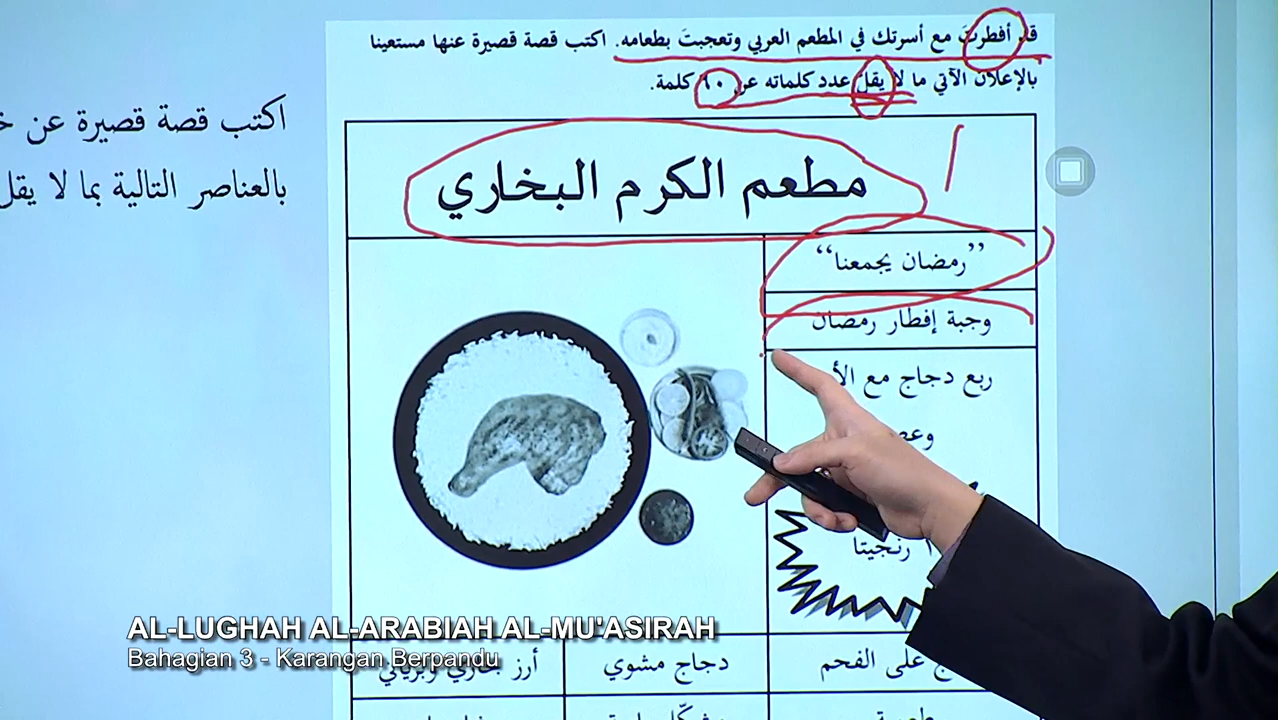 قد أفطرتَ مع أسرتك في المطعم العربي وتعجبتَ بطعامه. اكتب قصة قصيرة عنها مستعينا
بالإعلان الآتي ما لا يقل عدد كلماته عن ٦٠ كلمة.
اكتب قصة قصيرة عن
بالعناصر التالية بما لا يقل
مطعم الكرم البخاري
”رمضان يجمعنا“
وجبة إفطار رمضان
ربع دجاج مع
رنجيتا
على الفحم
دجاج مشوي
أرز بخاري وبرياني
AL-LUGHAH AL-ARABIAH AL-MU'ASIRAH
Bahagian 3 - Karangan Berpandu